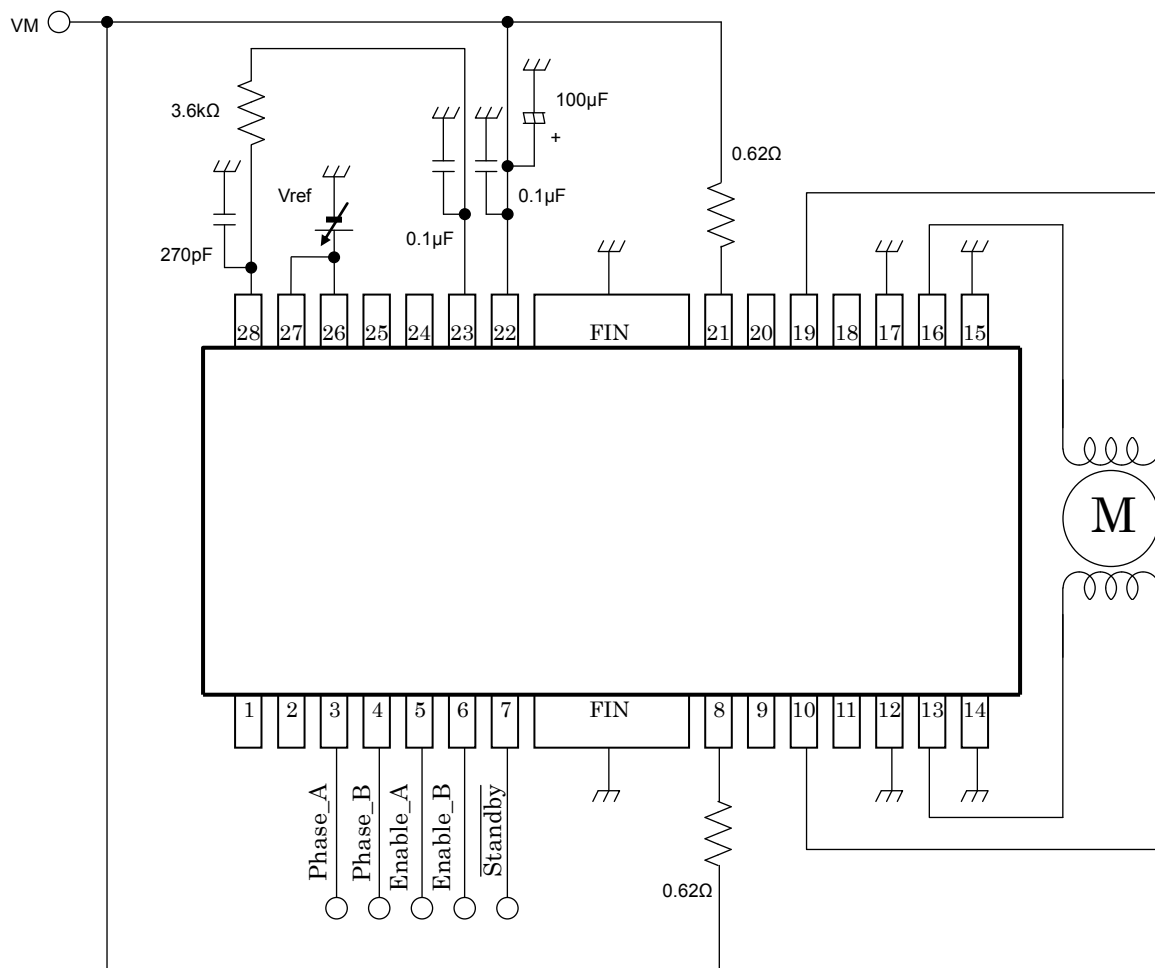 VM
100µF
+
3.6kΩ
0.62Ω
Vref
0.1µF
270pF
0.1µF
28 27 26 25 24 23 22 FIN 21 20 19 18 17 16 15
M
1 2 3 4 5 6 7 FIN 8 9 10 11 12 13 14
Phase_A
Phase_B
Enable_A
Enable_B
Standby
0.62Ω